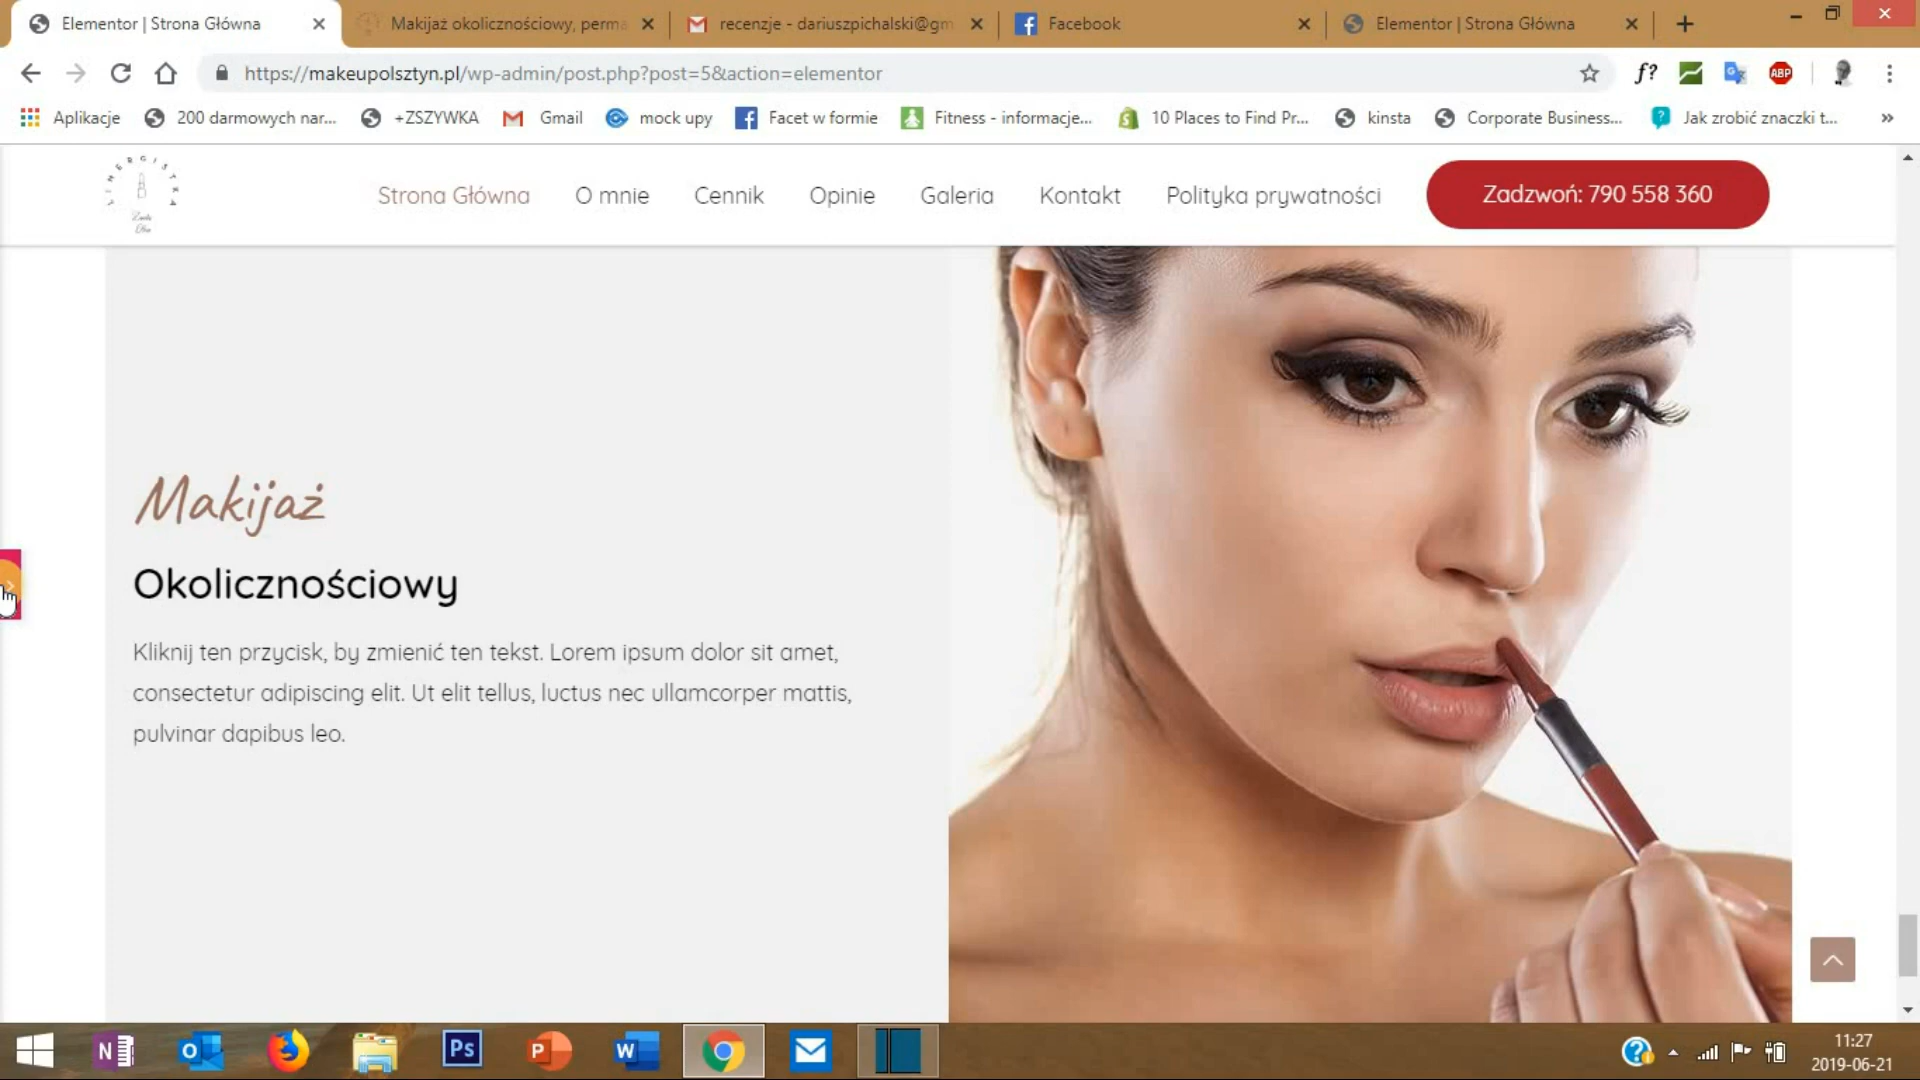 Elementor | Strona Główna
Makijaż okolicznościowy, perma
recenzje - dariuszpichalski@gm
Facebook
Elementor | Strona Główna
https://makeupolsztyn.pl/wp-admin/post.php?post=5&action=elementor
f?
ABP
Aplikacje
200 darmowych nar...
+ZSZYWKA
Gmail
mock upy
Facet w formie
Fitness - informacje...
10 Places to Find Pr...
kinsta
Corporate Business...
Jak zrobić znaczki t...
Strona Główna
O mnie
Cennik
Opinie
Galeria
Kontakt
Polityka prywatności
Zadzwoń: 790 558 360
Makijaż
Okolicznościowy
Kliknij ten przycisk, by zmienić ten tekst. Lorem ipsum dolor sit amet,
consectetur adipiscing elit. Ut elit tellus, luctus nec ullamcorper mattis,
pulvinar dapibus leo.
Ps
11:27
2019-06-21